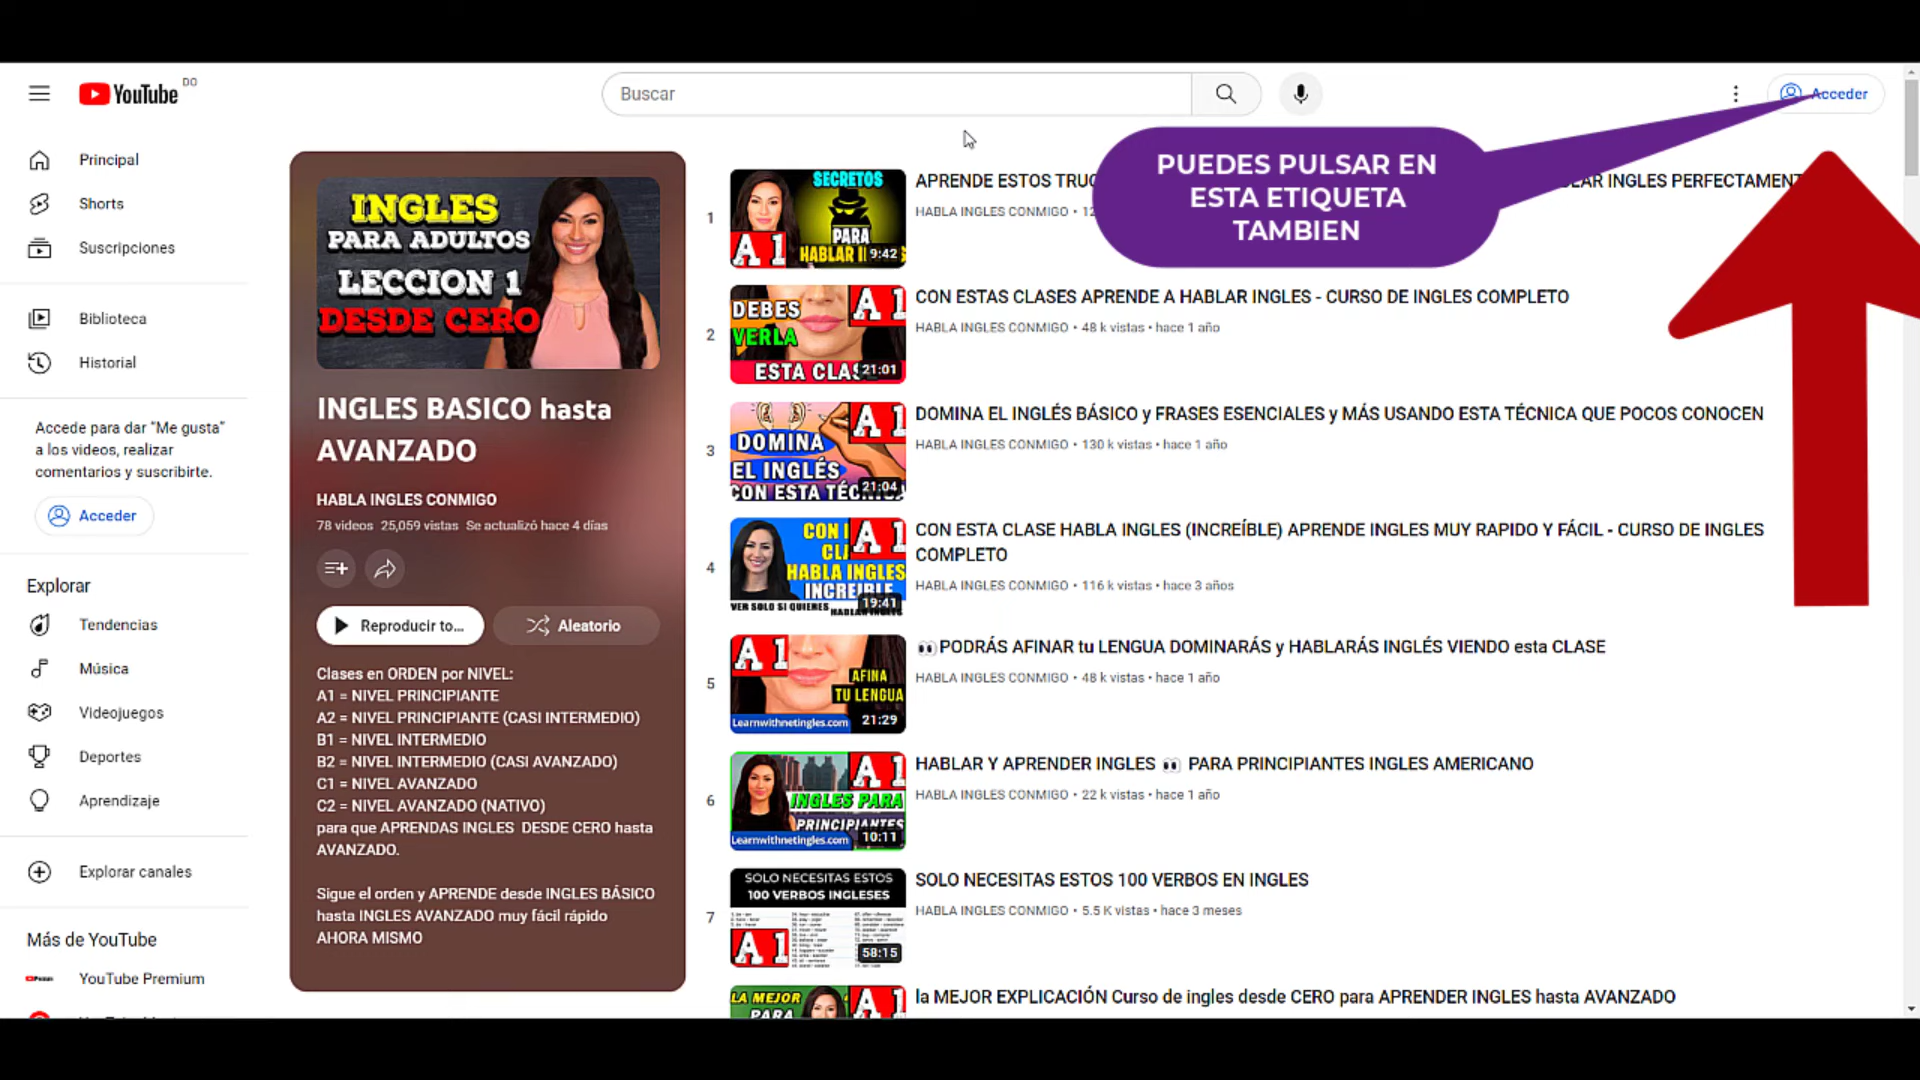 YouTube DO
Buscar
Acceder
PUEDES PULSAR EN
ESTA ETIQUETA
TAMBIEN
Principal
Shorts
Suscripciones
Biblioteca
Historial
Accede para dar “Me gusta”
a los videos, realizar
comentarios y suscribirte.
Acceder
Explorar
Tendencias
Música
Videojuegos
Deportes
Aprendizaje
Explorar canales
Más de YouTube
YouTube Premium
INGLES
PARA ADULTOS
LECCION 1
DESDE CERO
INGLES BASICO hasta
AVANZADO
HABLA INGLES CONMIGO
78 videos 25,059 vistas Se actualizó hace 4 días
Reproducir to...
Aleatorio
Clases en ORDEN por NIVEL:
A1 = NIVEL PRINCIPIANTE
A2 = NIVEL PRINCIPIANTE (CASI INTERMEDIO)
B1 = NIVEL INTERMEDIO
B2 = NIVEL INTERMEDIO (CASI AVANZADO)
C1 = NIVEL AVANZADO
C2 = NIVEL AVANZADO (NATIVO)
para que APRENDAS INGLES DESDE CERO hasta
AVANZADO.
Sigue el orden y APRENDE desde INGLES BÁSICO
hasta INGLES AVANZADO muy fácil rápido
AHORA MISMO
1
SECRETOS
PARA
HABLAR
A1
9:42
APRENDE ESTOS INGLES PERFECTAMENT
HABLA INGLES CONMIGO •
2
DEBES
VERLA
A1
ESTA
21:01
CON ESTAS CLASES APRENDE A HABLAR INGLES - CURSO DE INGLES COMPLETO
HABLA INGLES CONMIGO • 48 k vistas • hace 1 año
3
DOMINA
EL INGLÉS
CON ESTA
A1
21:04
DOMINA EL INGLÉS BÁSICO y FRASES ESENCIALES y MÁS USANDO ESTA TÉCNICA QUE POCOS CONOCEN
HABLA INGLES CONMIGO • 130 k vistas • hace 1 año
4
CON
A1
HABLA INGLES
INCREIBLE
VER SOLO SI QUIERES
19:41
CON ESTA CLASE HABLA INGLES (INCREÍBLE) APRENDE INGLES MUY RAPIDO Y FÁCIL - CURSO DE INGLES
COMPLETO
HABLA INGLES CONMIGO • 116 k vistas • hace 3 años
5
A1
AFINA
TU LENGUA
Learnwithnetingles.com
21:29
👀PODRÁS AFINAR tu LENGUA DOMINARÁS y HABLARÁS INGLÉS VIENDO esta CLASE
HABLA INGLES CONMIGO • 48 k vistas • hace 1 año
6
A1
INGLES PARA
PRINCIPIANTES
Learnwithnetingles.com
10:11
HABLAR Y APRENDER INGLES 👀 PARA PRINCIPIANTES INGLES AMERICANO
HABLA INGLES CONMIGO • 22 k vistas • hace 1 año
7
SOLO NECESITAS ESTOS
100 VERBOS INGLESES
A1
58:15
SOLO NECESITAS ESTOS 100 VERBOS EN INGLES
HABLA INGLES CONMIGO • 5.5 K vistas • hace 3 meses
LA MEJOR
PARA
A1
la MEJOR EXPLICACIÓN Curso de ingles desde CERO para APRENDER INGLES hasta AVANZADO